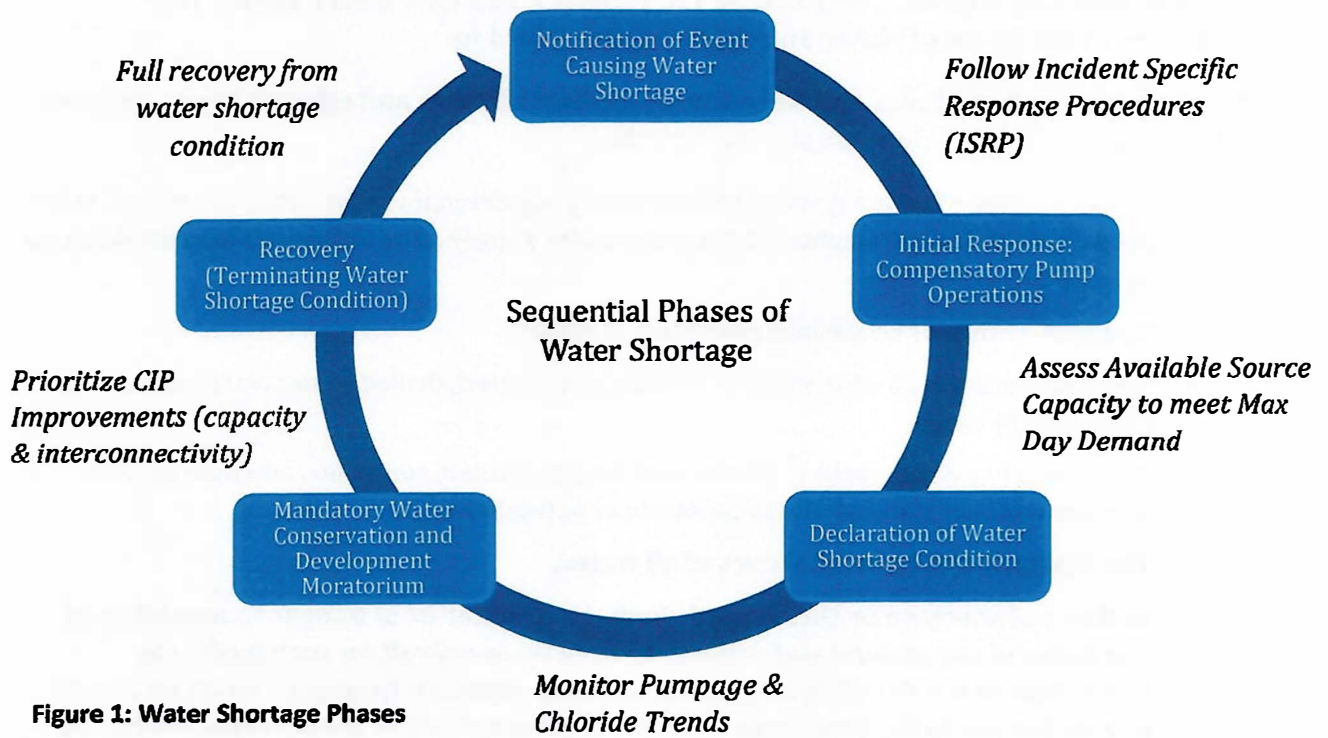 Notification of Event
Causing Water
Shortage
Follow Incident Specific
Response Procedures
(ISRP)
Initial Response:
Compensatory Pump
Operations
Assess Available Source
Capacity to meet Max
Day Demand
Declaration of Water
Shortage Condition
Monitor Pumpage &
Chloride Trends
Mandatory Water
Conservation and
Development
Moratorium
Prioritize CIP
Improvements (capacity
& interconnectivity)
Recovery
(Terminating Water
Shortage Condition)
Full recovery from
water shortage
condition
Sequential Phases of
Water Shortage
Figure 1: Water Shortage Phases